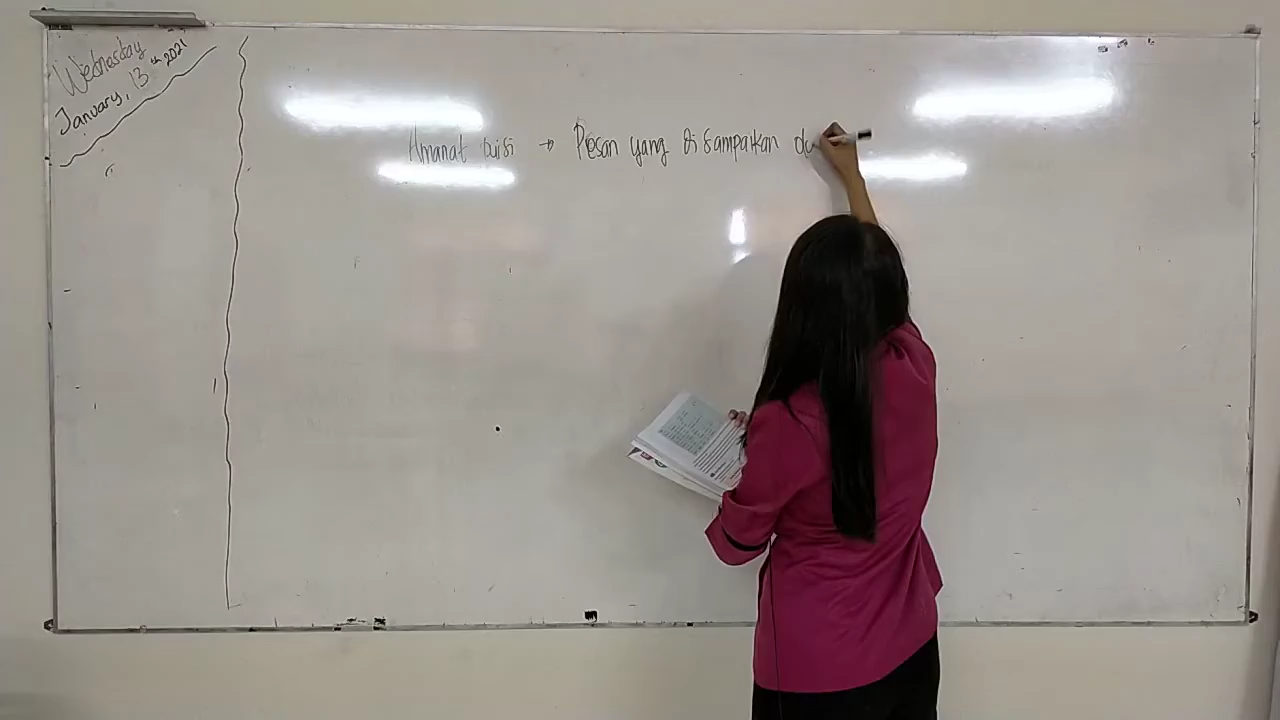 Wednesday
January, 13th 2021
Amanat puisi → Pesan yang disampaikan